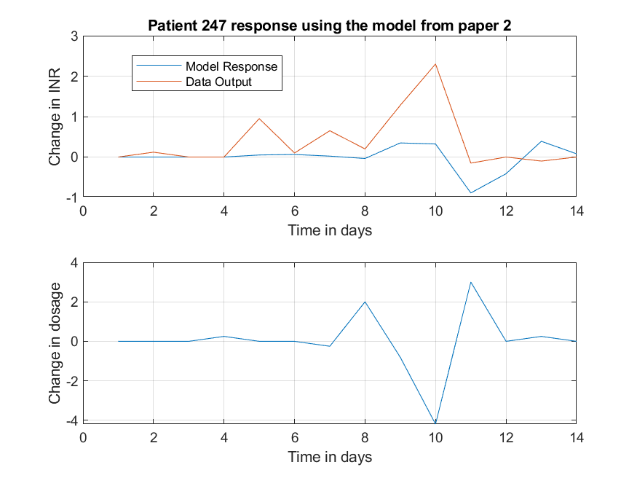 Patient 247 response using the model from paper 2
3
2
1
0
-1
Change in INR
Model Response
Data Output
0 2 4 6 8 10 12 14
Time in days
4
2
0
-2
-4
Change in dosage
0 2 4 6 8 10 12 14
Time in days